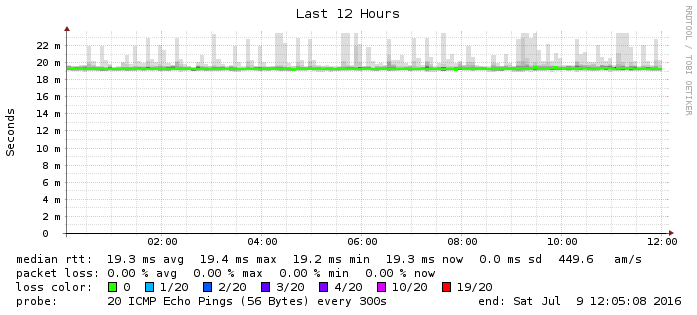 Last 12 Hours
RRDTOOL / TOBI OETIKER
Seconds
22 m
20 m
18 m
16 m
14 m
12 m
10 m
8 m
6 m
4 m
2 m
0
02:00 04:00 06:00 08:00 10:00 12:00
median rtt: 19.3 ms avg 19.4 ms max 19.2 ms min 19.3 ms now 0.0 ms sd 449.6 am/s
packet loss: 0.00 % avg 0.00 % max 0.00 % min 0.00 % now
loss color: 0 1/20 2/20 3/20 4/20 10/20 19/20
probe: 20 ICMP Echo Pings (56 Bytes) every 300s end: Sat Jul 9 12:05:08 2016